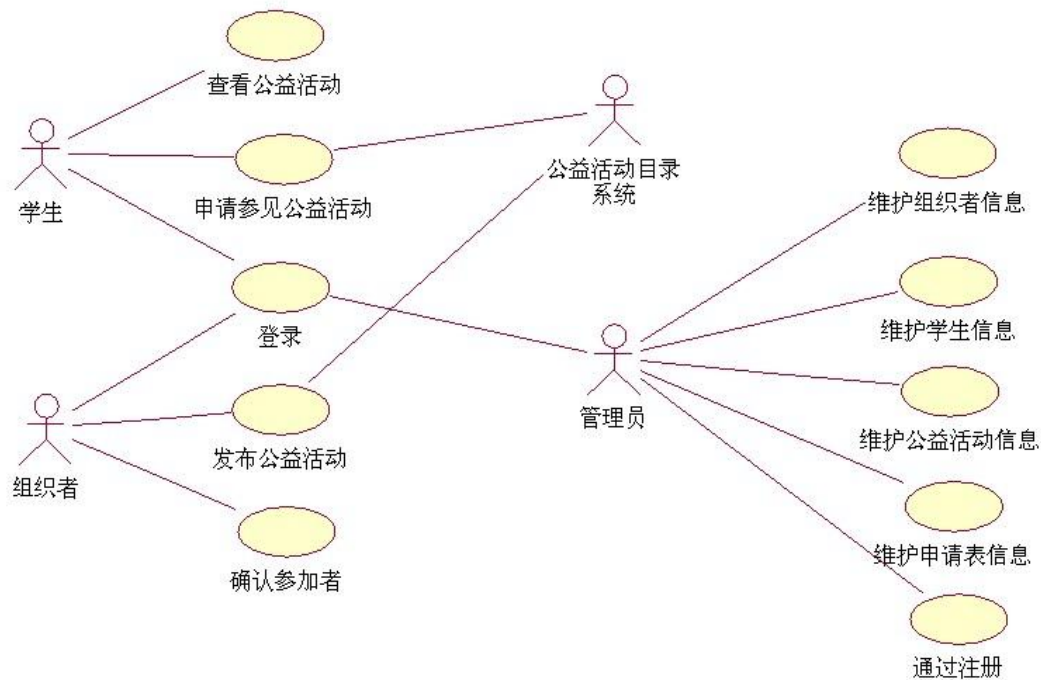 查看公益活动
公益活动目录
系统
学生
申请参见公益活动
维护组织者信息
登录
维护学生信息
管理员
组织者
发布公益活动
维护公益活动信息
确认参加者
维护申请表信息
通过注册